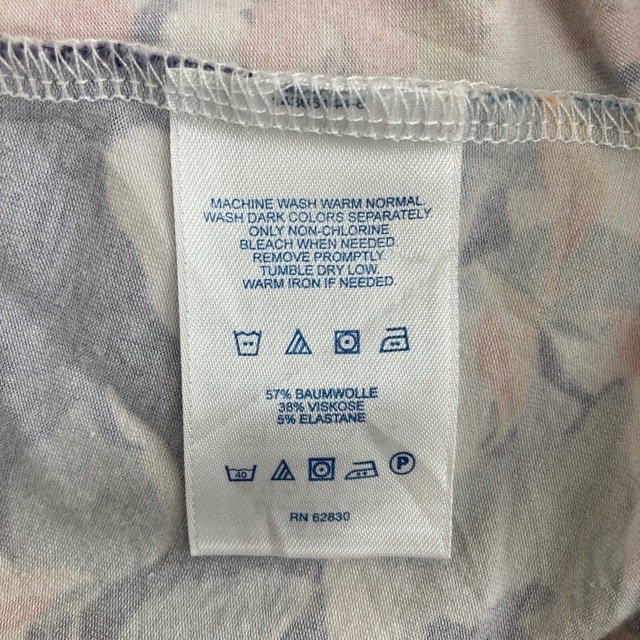 MACHINE WASH WARM NORMAL.
WASH DARK COLORS SEPARATELY
ONLY NON-CHLORINE
BLEACH WHEN NEEDED.
REMOVE PROMPTLY
TUMBLE DRY LOW.
WARM IRON IF NEEDED.
57% BAUMWOLLE
38% VISKOSE
5% ELASTANE
40 P
RN 62830